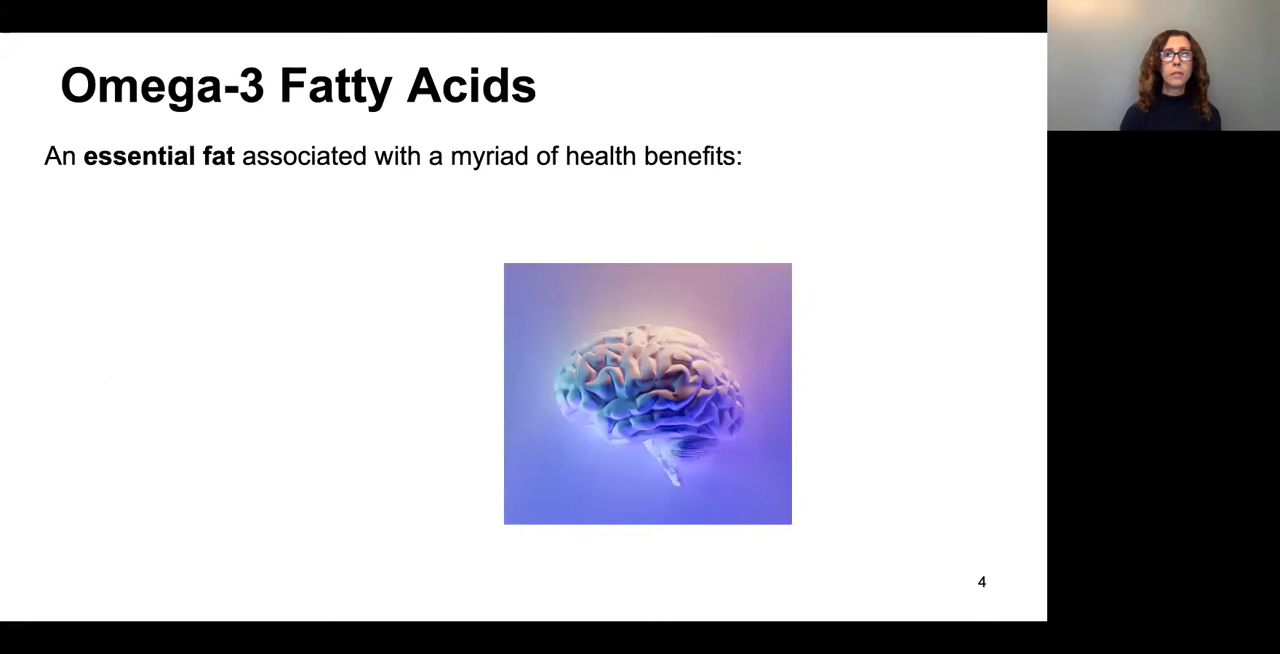 Omega-3 Fatty Acids
An essential fat associated with a myriad of health benefits:
4